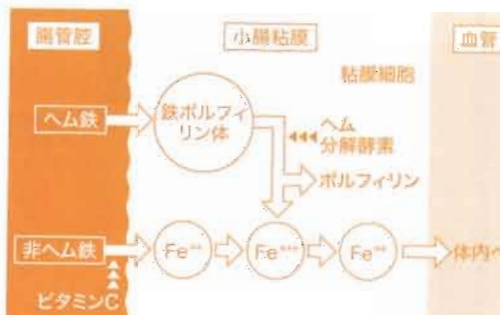 腸管腔
小腸粘膜
血管
粘膜細胞
ヘム鉄
鉄ポルフィ
リン体
ヘム
分解酵素
ポルフィリン
非ヘム鉄
Fe⁺⁺
Fe⁺⁺⁺
Fe⁺⁺
体内へ
ビタミンC